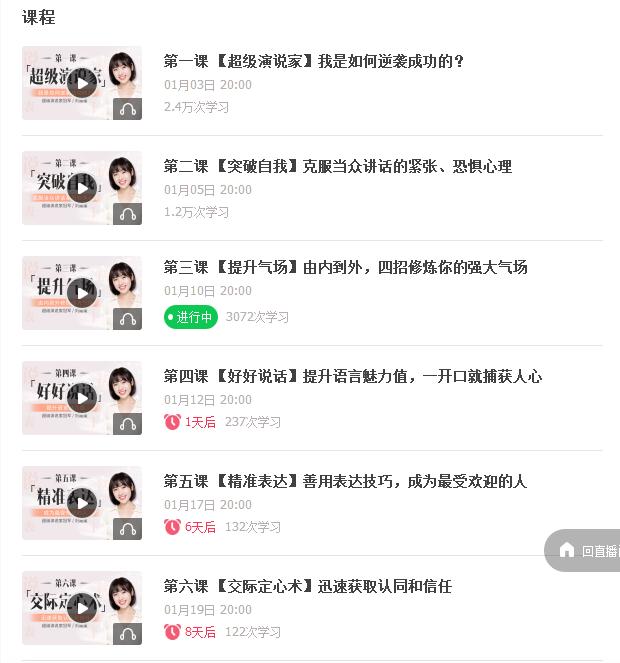 课程
第一课
「超级演说家」
第一课 【超级演说家】我是如何逆袭成功的？
01月03日 20:00
2.4万次学习
第二课
「突破自我」
第二课 【突破自我】克服当众讲话的紧张、恐惧心理
01月05日 20:00
1.2万次学习
第三课
「提升气场」
第三课 【提升气场】由内到外，四招修炼你的强大气场
01月10日 20:00
进行中 3072次学习
第四课
「好好说话」
第四课 【好好说话】提升语言魅力值，一开口就捕获人心
01月12日 20:00
1天后 237次学习
第五课
「精准表达」
第五课 【精准表达】善用表达技巧，成为最受欢迎的人
01月17日 20:00
6天后 132次学习
回直播
第六课
「交际定心术」
第六课 【交际定心术】迅速获取认同和信任
01月19日 20:00
8天后 122次学习